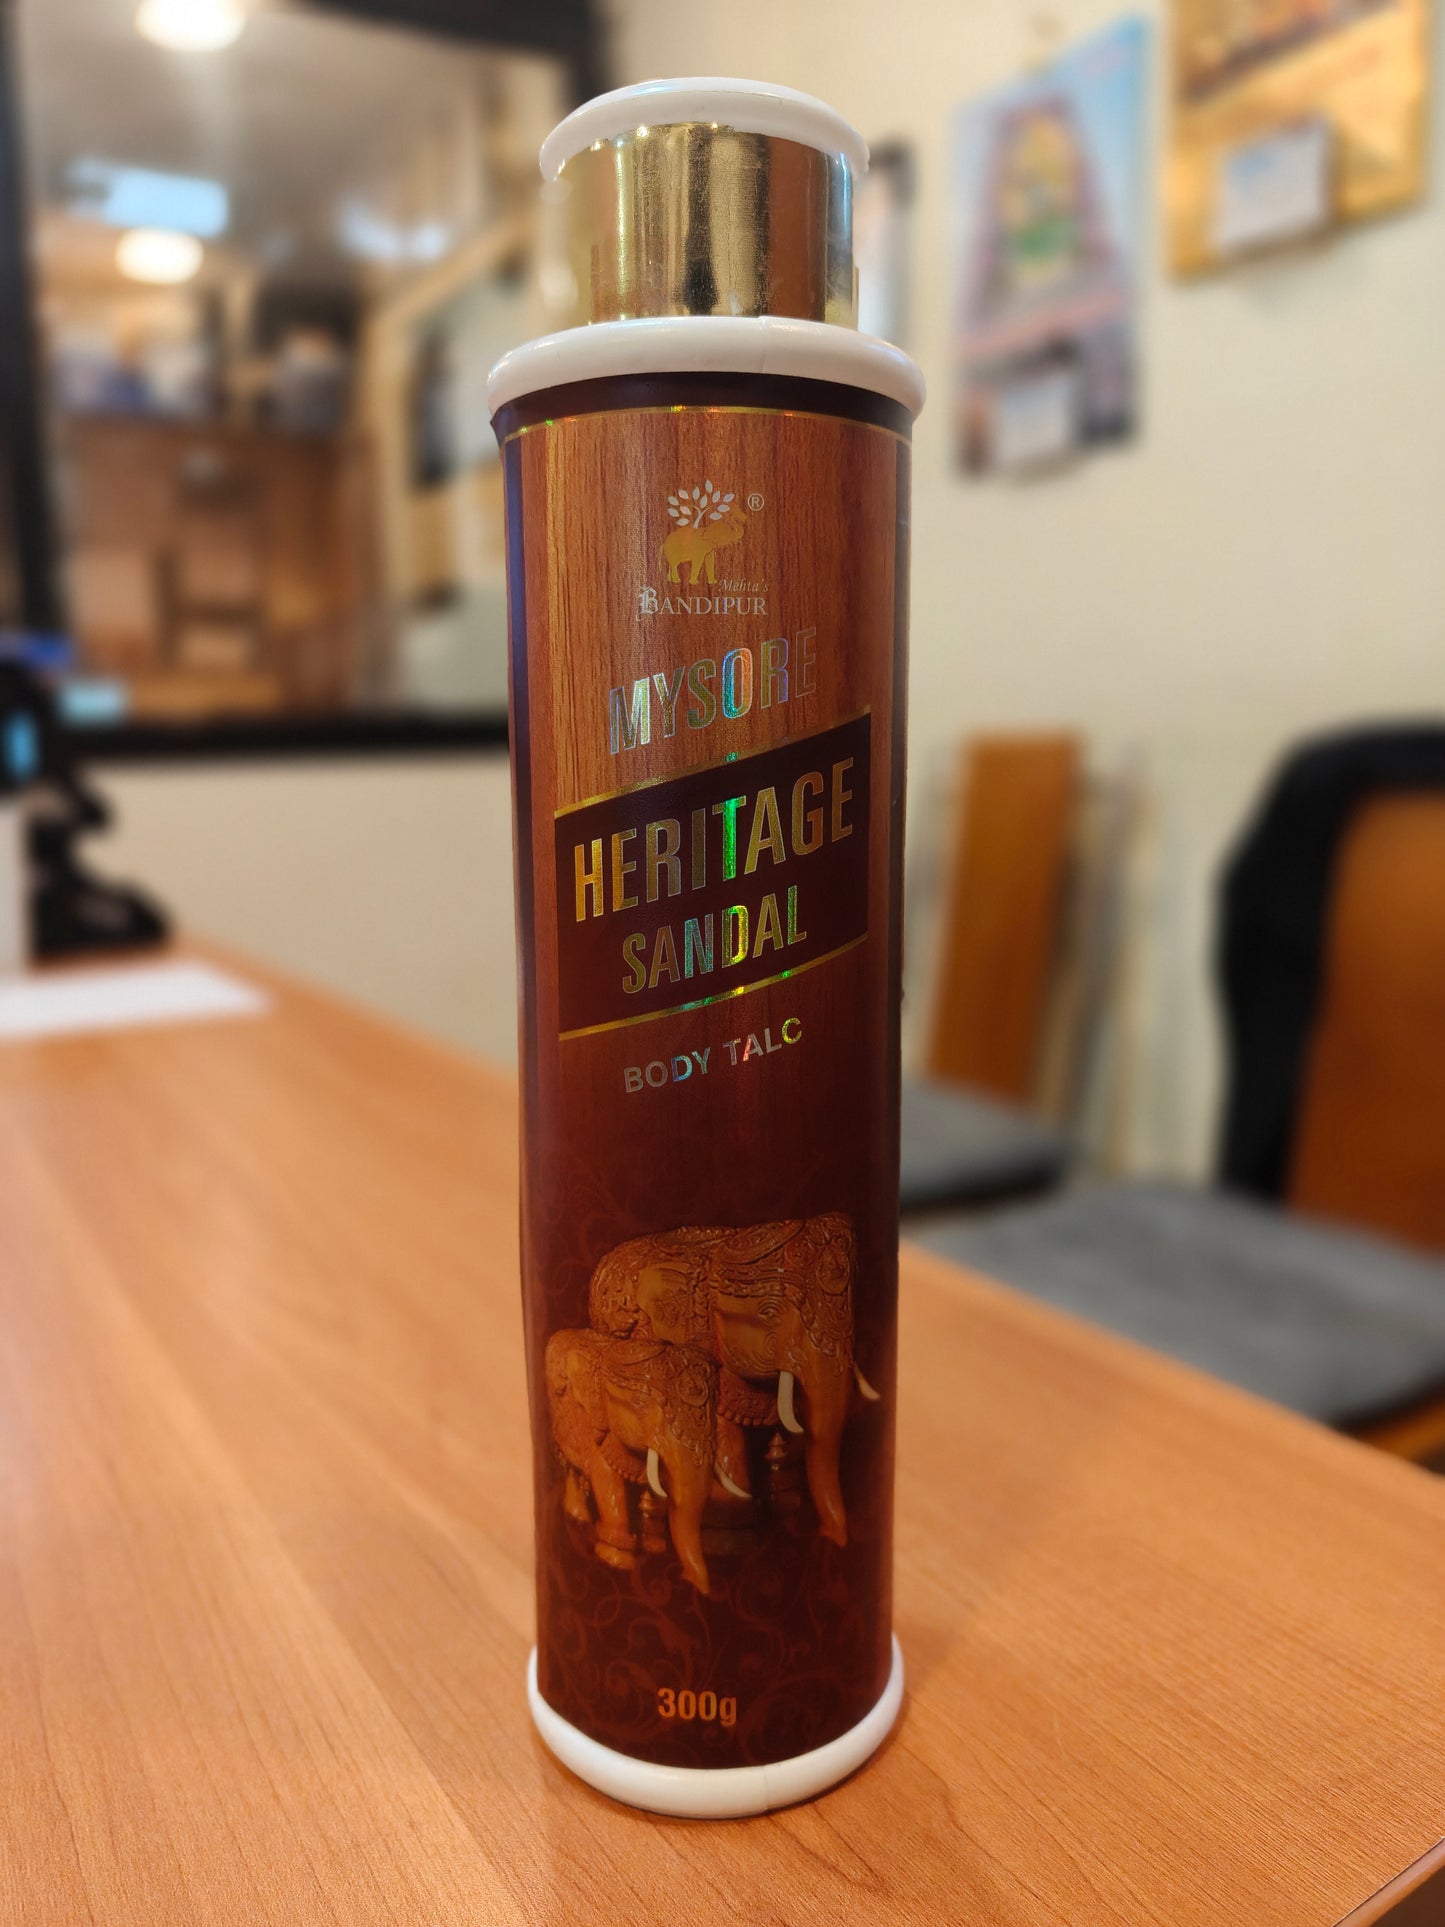 ®
Mehta's
BANDIPUR
MYSORE
HERITAGE
SANDAL
BODY TALC
300g